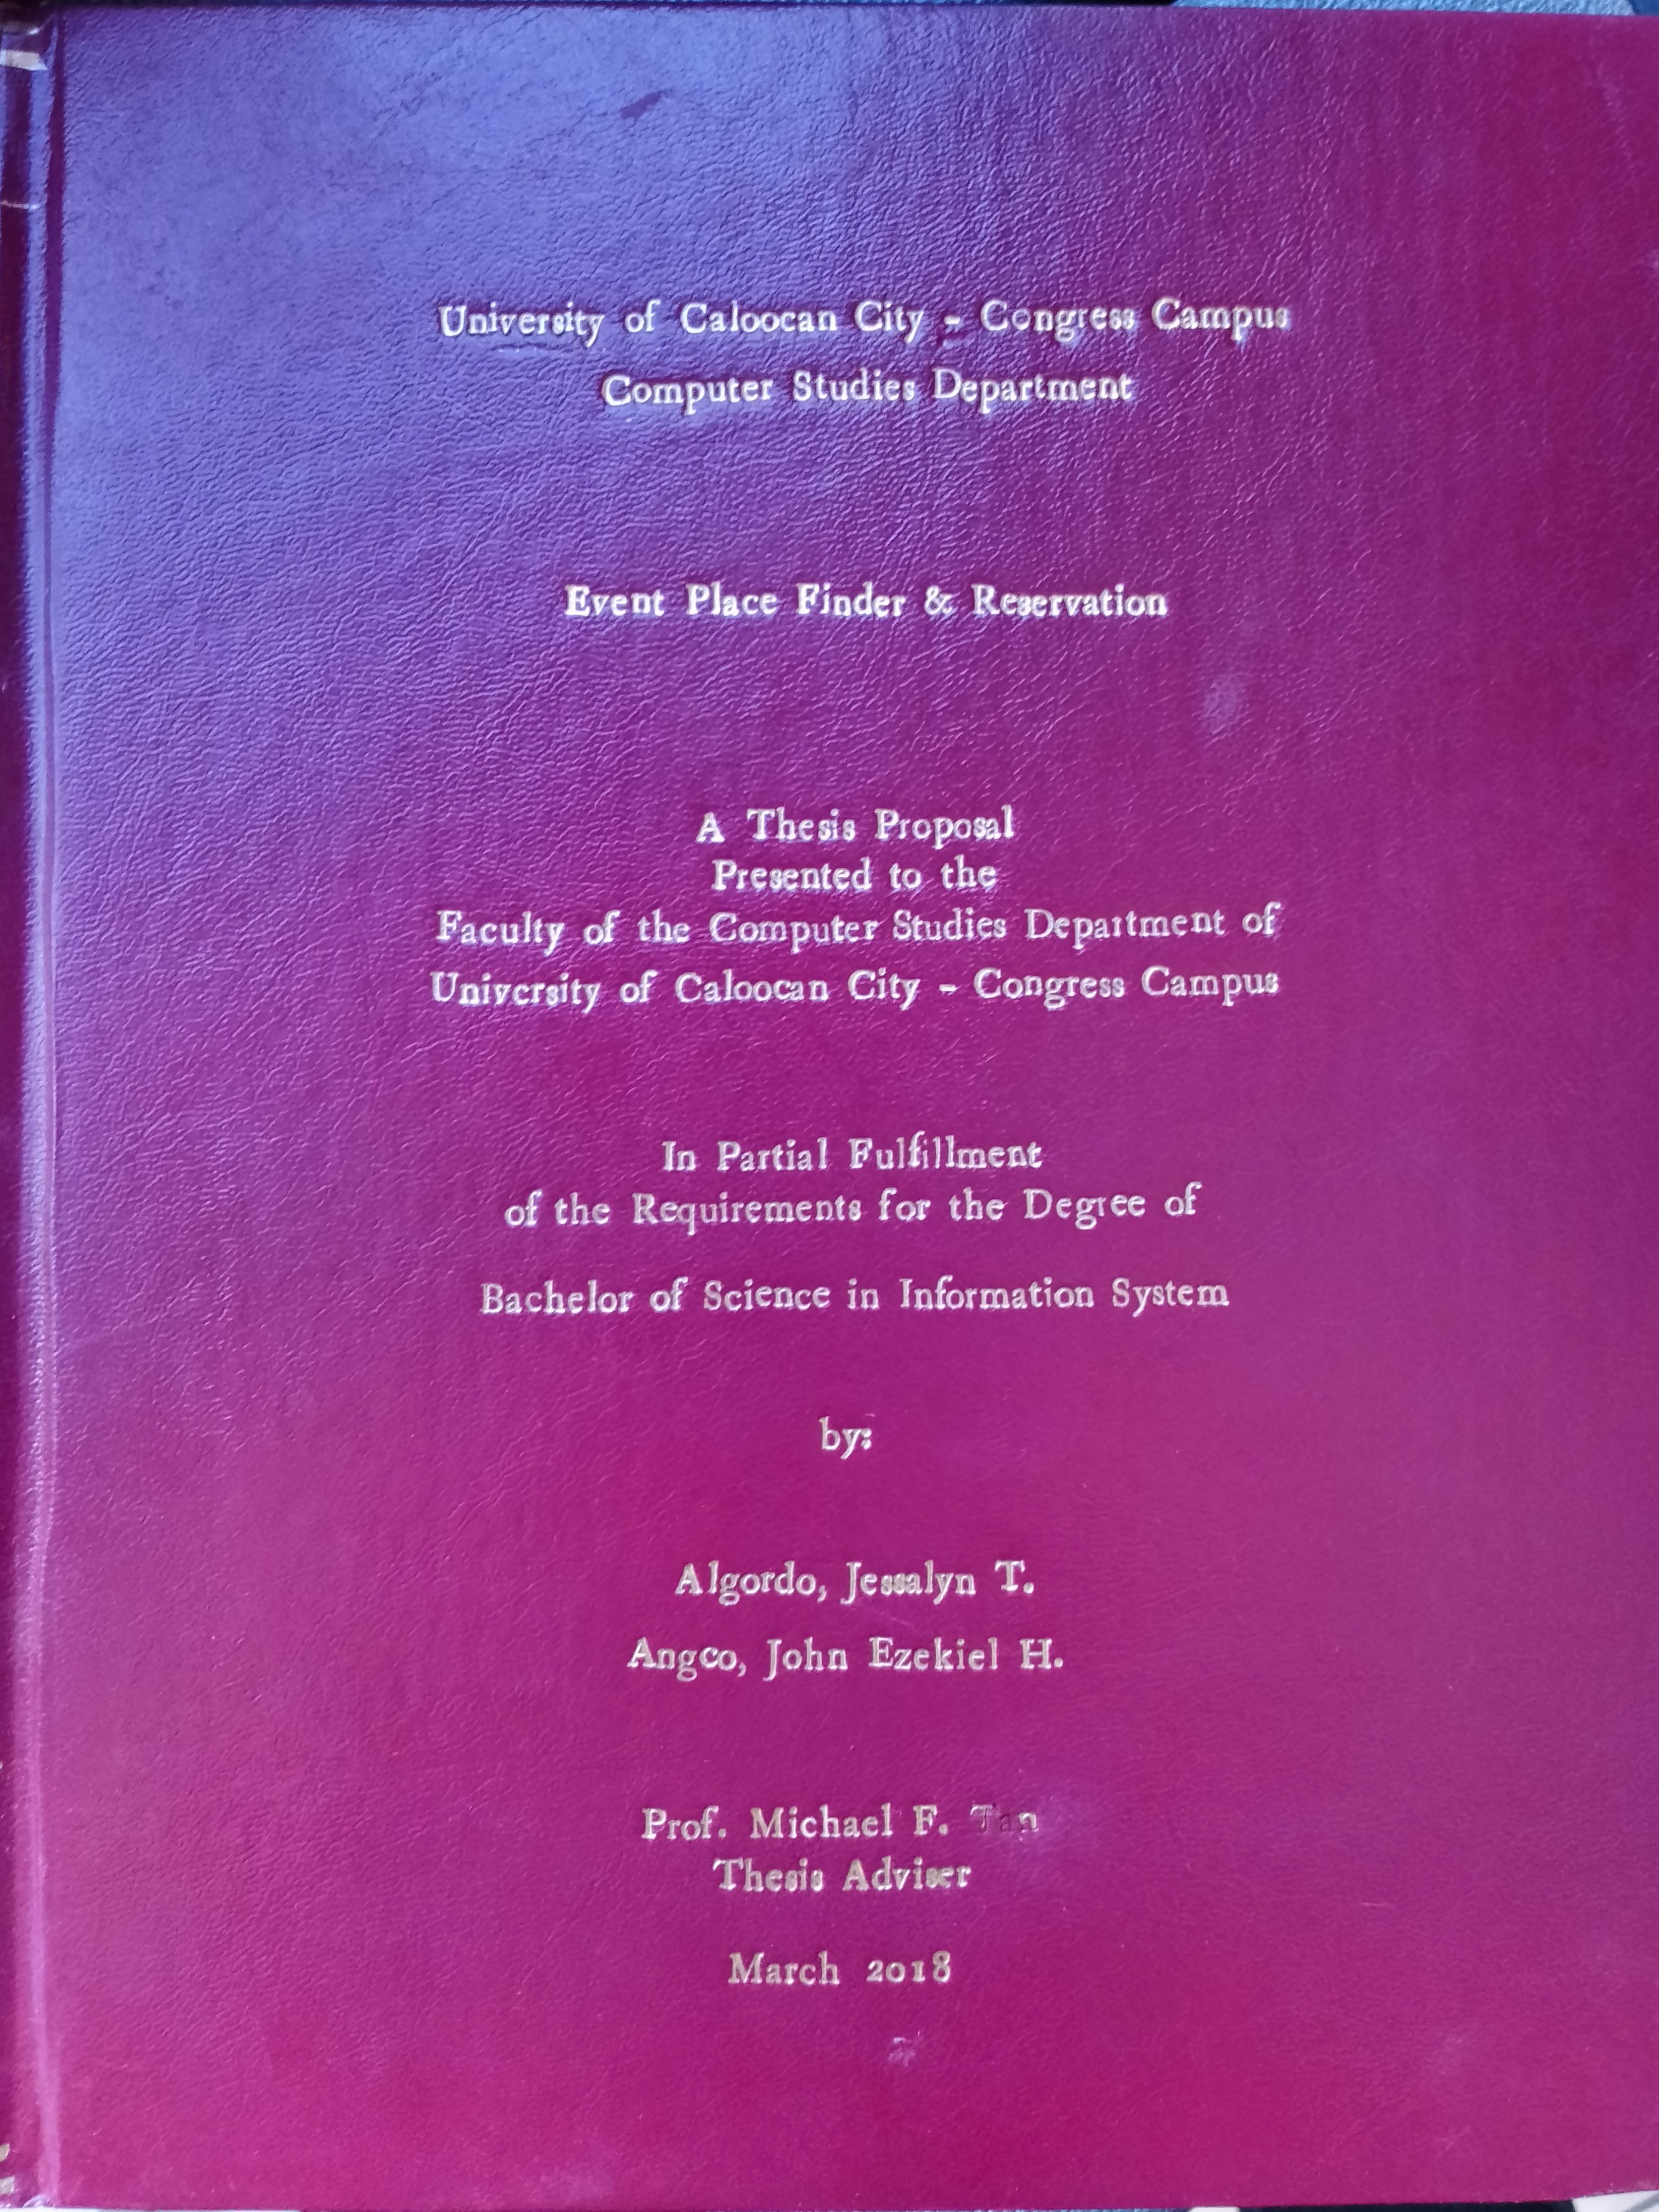 University of Caloocan City - Congress Campus
Computer Studies Department
Event Place Finder & Reservation
A Thesis Proposal
Presented to the
Faculty of the Computer Studies Department of
University of Caloocan City - Congress Campus
In Partial Fulfillment
of the Requirements for the Degree of
Bachelor of Science in Information System
by:
Algordo, Jessalyn T.
Angco, John Ezekiel H.
Prof. Michael F. Tan
Thesis Adviser
March 2018